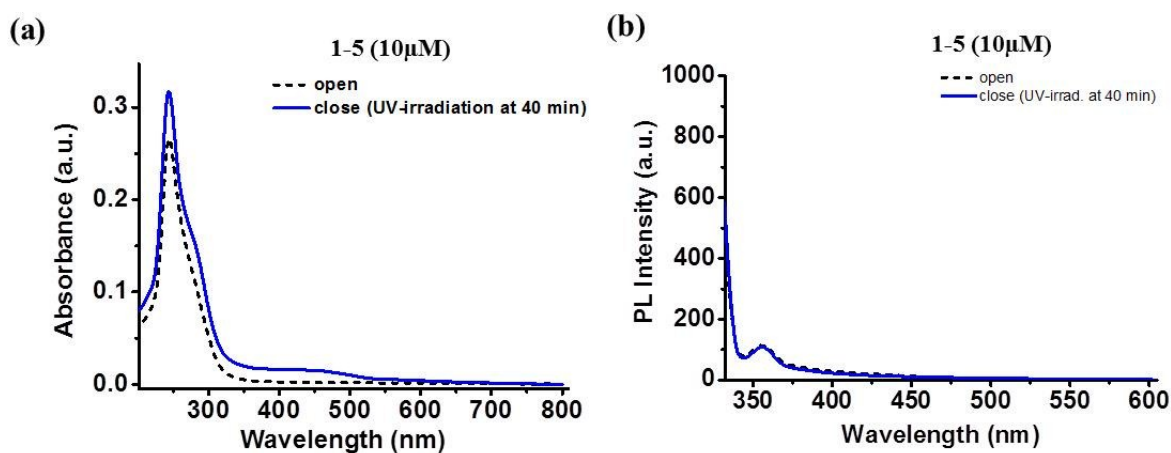 (a)
1-5 (10μM)
open
close (UV-irradiation at 40 min)
Absorbance (a.u.)
0.3
0.2
0.1
0.0
300 400 500 600 700 800
Wavelength (nm)
(b)
1-5 (10μM)
open
close (UV-irrad. at 40 min)
PL Intensity (a.u.)
1000
800
600
400
200
0
350 400 450 500 550 600
Wavelength (nm)